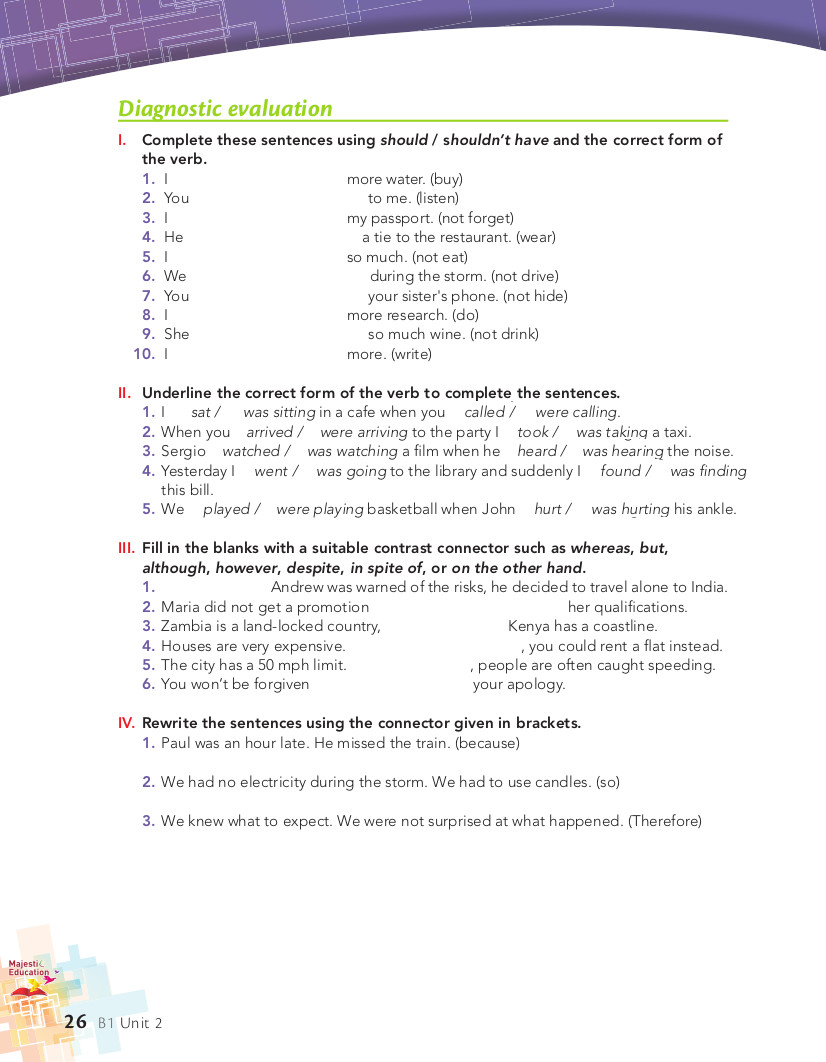 Diagnostic evaluation
I. Complete these sentences using should / shouldn't have and the correct form of
the verb.
1. I more water. (buy)
2. You to me. (listen)
3. I my passport. (not forget)
4. He a tie to the restaurant. (wear)
5. I so much. (not eat)
6. We during the storm. (not drive)
7. You your sister's phone. (not hide)
8. I more research. (do)
9. She so much wine. (not drink)
10. I more. (write)
II. Underline the correct form of the verb to complete the sentences.
1. I sat / was sitting in a cafe when you called / were calling.
2. When you arrived / were arriving to the party I took / was taking a taxi.
3. Sergio watched / was watching a film when he heard / was hearing the noise.
4. Yesterday I went / was going to the library and suddenly I found / was finding
this bill.
5. We played / were playing basketball when John hurt / was hurting his ankle.
III. Fill in the blanks with a suitable contrast connector such as whereas, but,
although, however, despite, in spite of, or on the other hand.
1. Andrew was warned of the risks, he decided to travel alone to India.
2. Maria did not get a promotion her qualifications.
3. Zambia is a land-locked country, Kenya has a coastline.
4. Houses are very expensive. , you could rent a flat instead.
5. The city has a 50 mph limit. , people are often caught speeding.
6. You won't be forgiven your apology.
IV. Rewrite the sentences using the connector given in brackets.
1. Paul was an hour late. He missed the train. (because)
2. We had no electricity during the storm. We had to use candles. (so)
3. We knew what to expect. We were not surprised at what happened. (Therefore)
Majestic
Education
26 B1 Unit 2